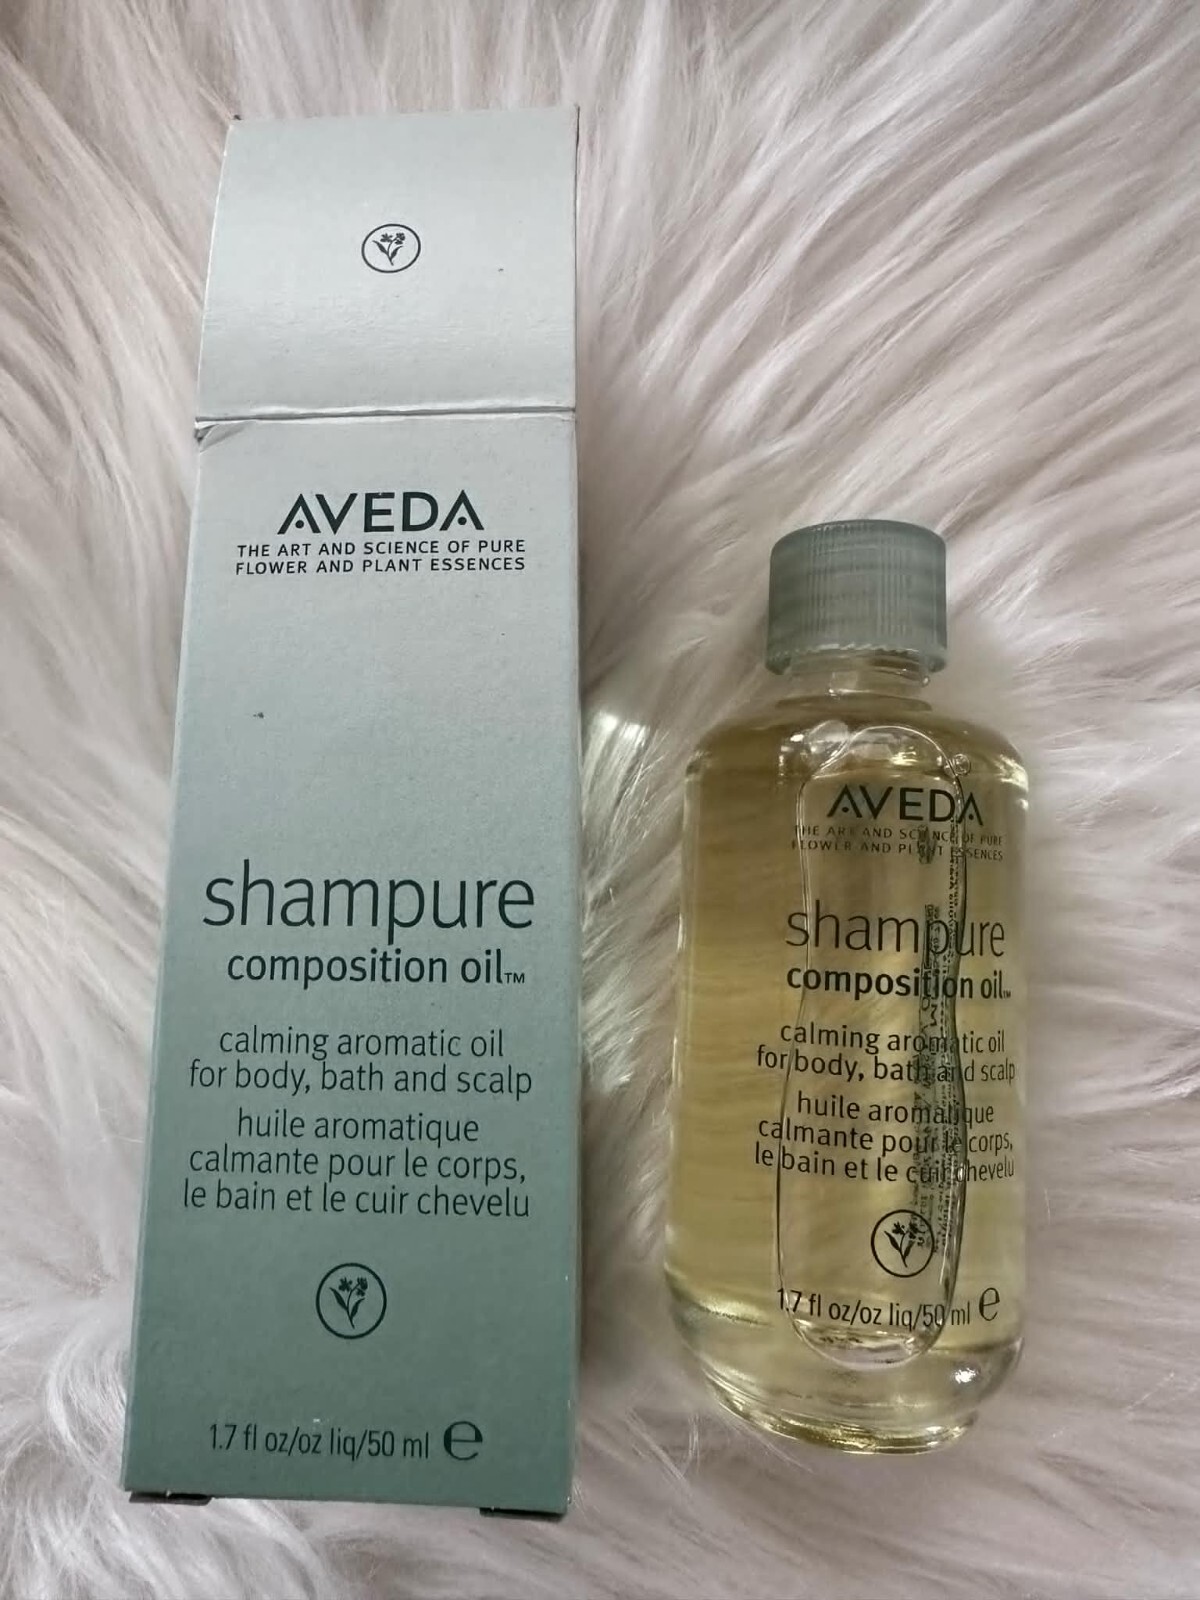 AVEDA
THE ART AND SCIENCE OF PURE
FLOWER AND PLANT ESSENCES
shampure
composition oil™
calming aromatic oil
for body, bath and scalp
huile aromatique
calmante pour le corps,
le bain et le cuir chevelu
1.7 fl oz/oz liq/50 ml ℮
AVEDA
THE ART AND SCIENCE OF PURE
FLOWER AND PLANT ESSENCES
shampure
composition oil™
calming aromatic oil
for body, bath and scalp
huile aromatique
calmante pour le corps,
le bain et le cuir chevelu
1.7 fl oz/oz liq/50 ml ℮